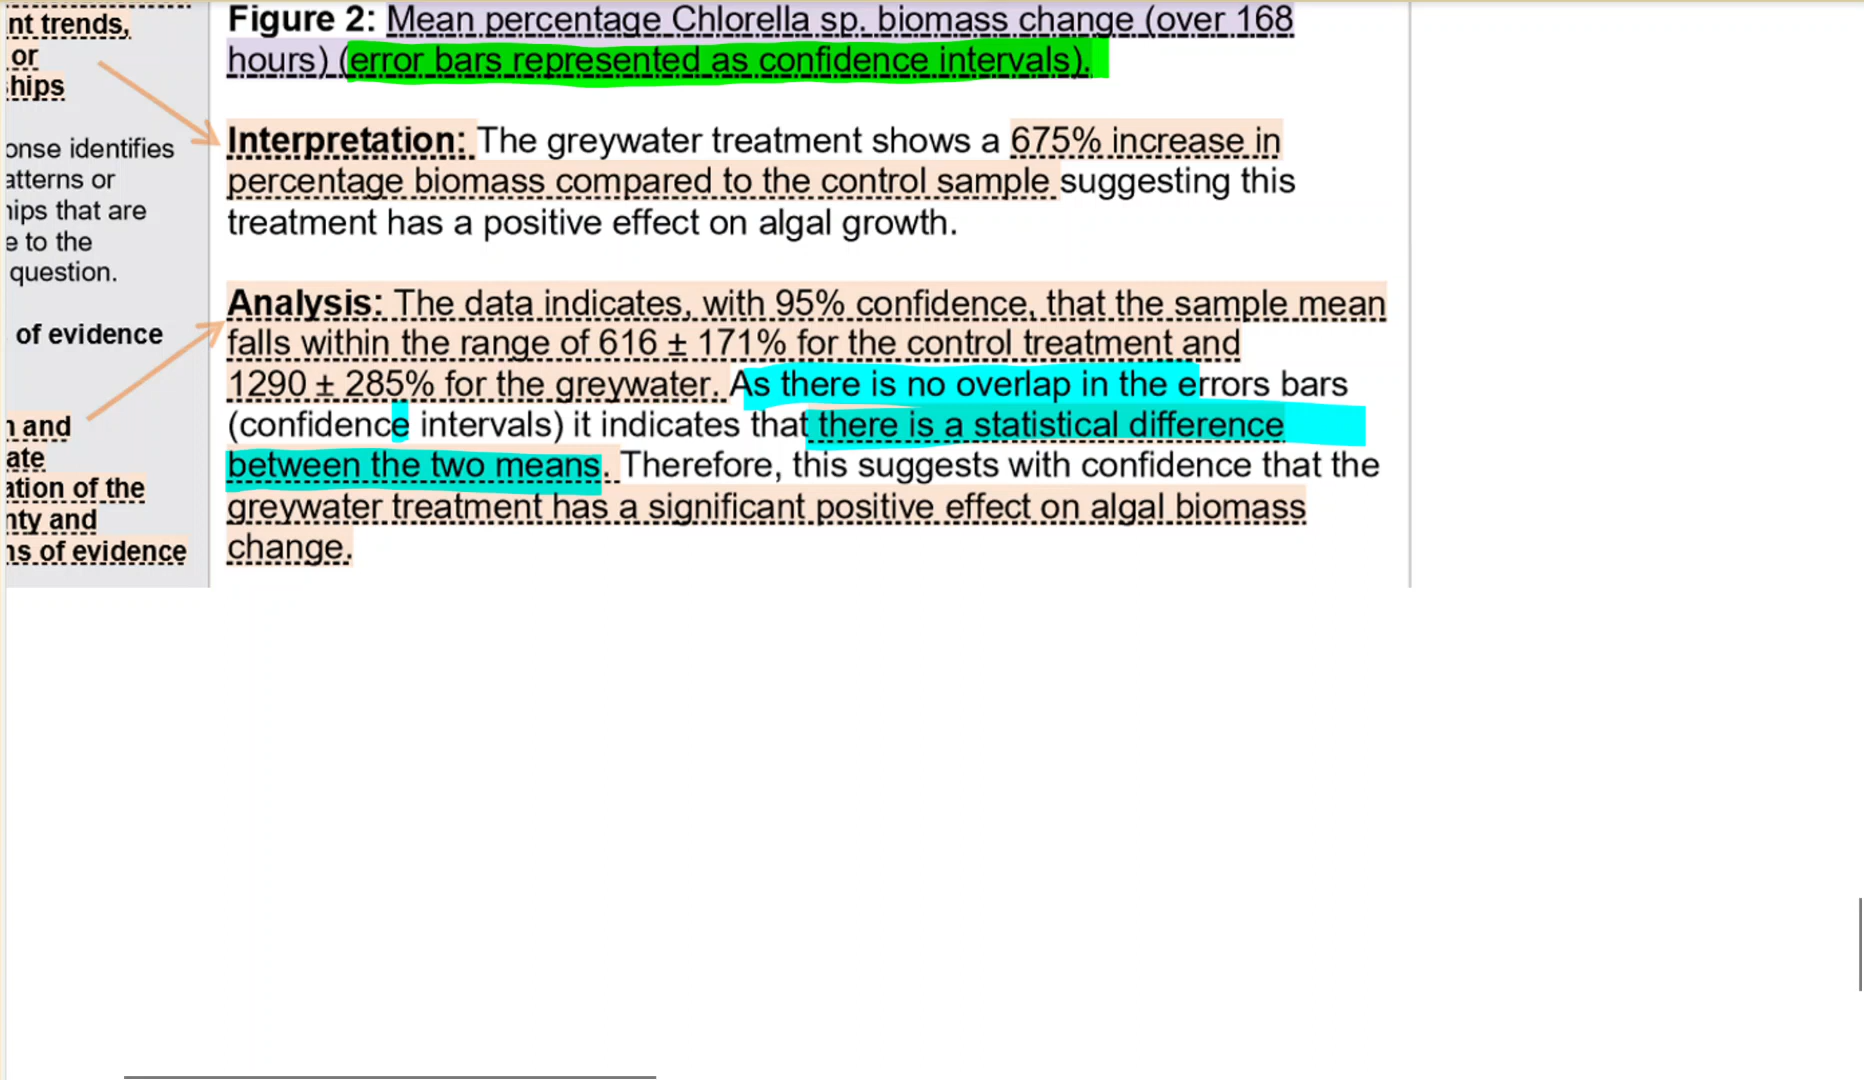 nt trends,
or
ships
onse identifies
atterns or
hips that are
e to the
question.
of evidence
n and
ate
ation of the
nty and
ns of evidence
Figure 2: Mean percentage Chlorella sp. biomass change (over 168
hours) (error bars represented as confidence intervals).
Interpretation: The greywater treatment shows a 675% increase in
percentage biomass compared to the control sample suggesting this
treatment has a positive effect on algal growth.
Analysis: The data indicates, with 95% confidence, that the sample mean
falls within the range of 616 ± 171% for the control treatment and
1290 ± 285% for the greywater. As there is no overlap in the errors bars
(confidence intervals) it indicates that there is a statistical difference
between the two means. Therefore, this suggests with confidence that the
greywater treatment has a significant positive effect on algal biomass
change.